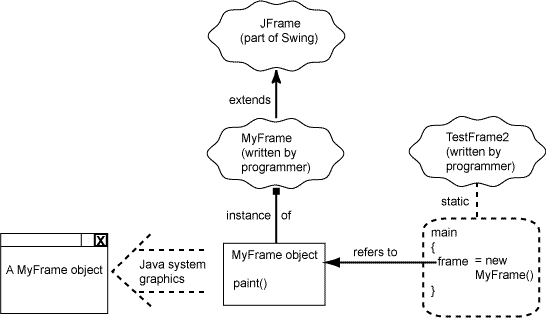 JFrame
(part of Swing)
extends
MyFrame
(written by
programmer)
TestFrame2
(written by
programmer)
instance of
static
X
A MyFrame object
Java system
graphics
MyFrame object
paint()
refers to
main
{
frame = new
MyFrame()
}